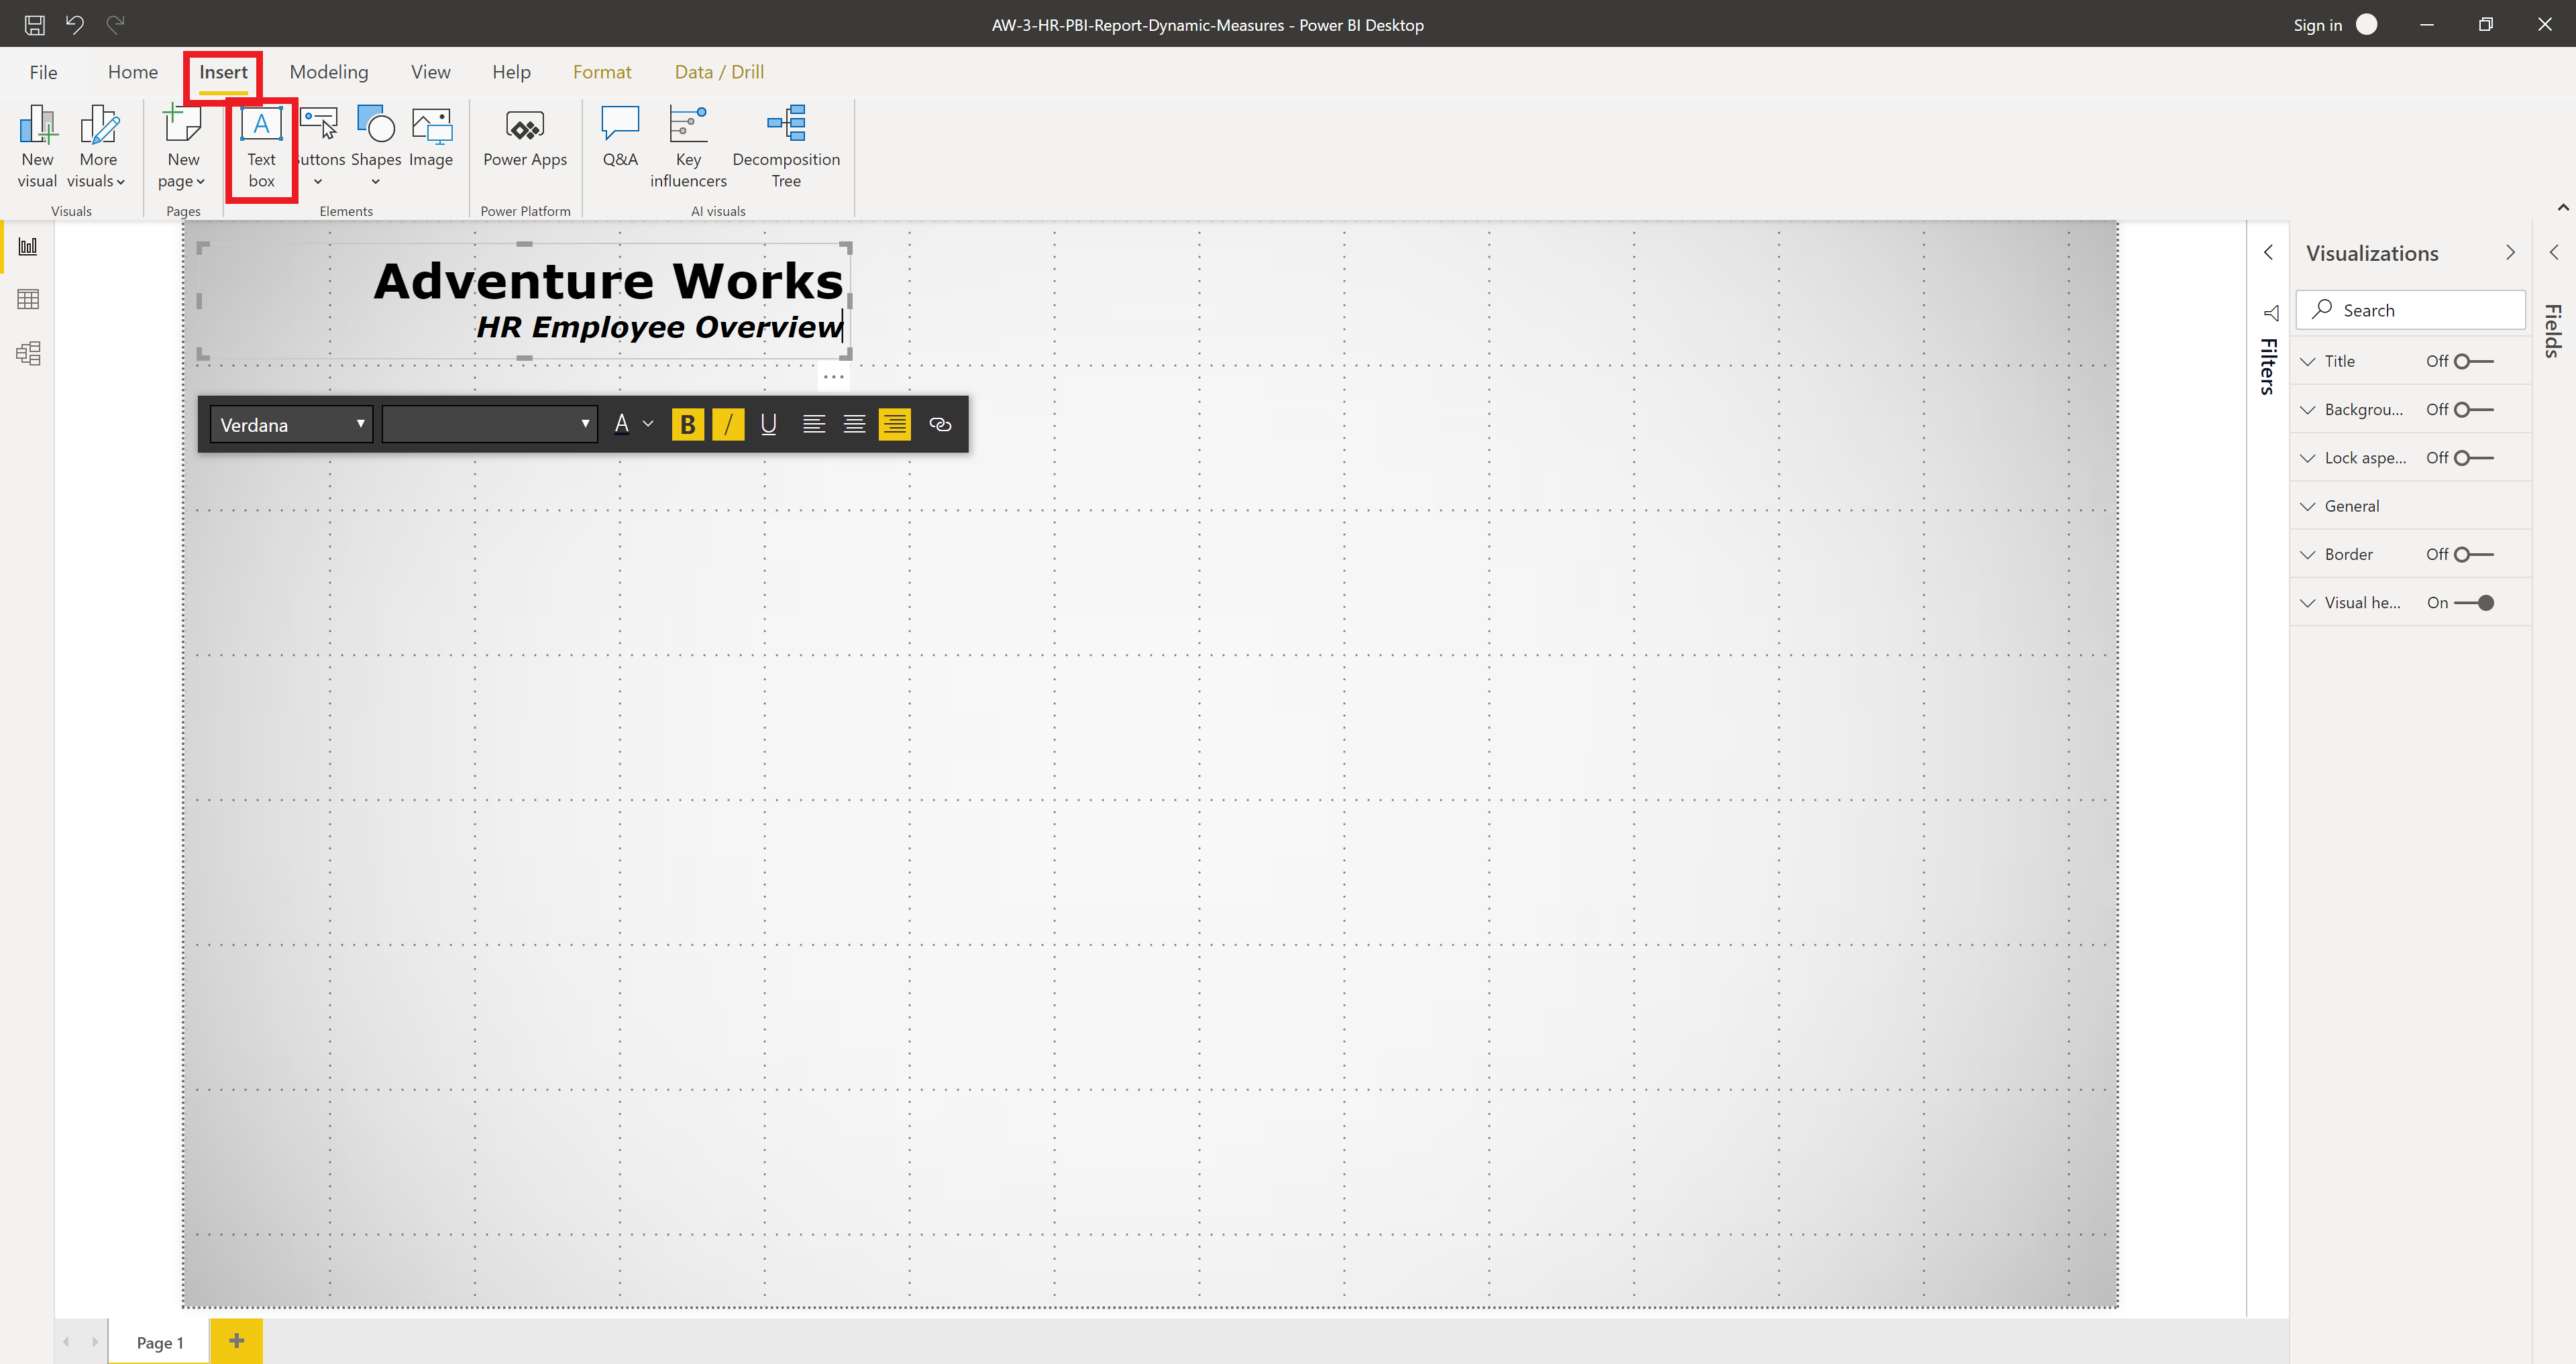 AW-3-HR-PBI-Report-Dynamic-Measures - Power BI Desktop
Sign in
File Home Insert Modeling View Help Format Data / Drill
New visual
More visuals
New page
Text box
uttons
Shapes
Image
Power Apps
Q&A
Key influencers
Decomposition Tree
Visuals
Pages
Elements
Power Platform
AI visuals
Adventure Works
HR Employee Overview
...
Verdana
A
B
I
U
Filters
Visualizations
Search
Title Off
Backgrou... Off
Lock aspe... Off
General
Border Off
Visual he... On
Fields
Page 1